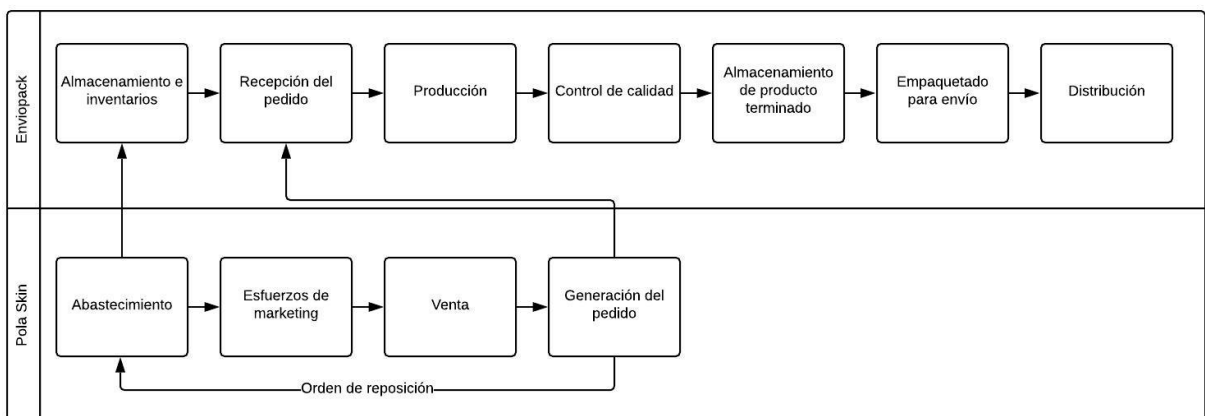 Enviopack
Almacenamiento e
inventarios
Recepción del
pedido
Producción
Control de calidad
Almacenamiento
de producto
terminado
Empaquetado
para envío
Distribución
Pola Skin
Abastecimiento
Esfuerzos de
marketing
Venta
Generación del
pedido
Orden de reposición